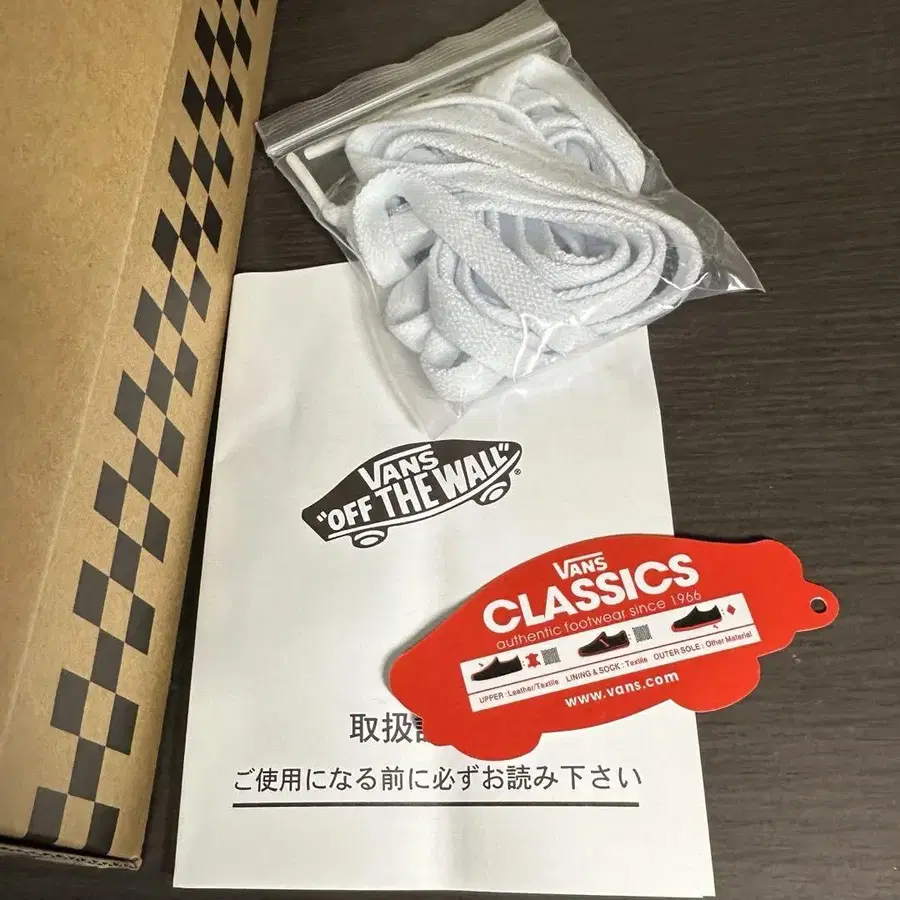 VANS
"OFF THE WALL"
®
VANS
CLASSICS
authentic footwear since 1966
UPPER : Leather/Textile LINING & SOCK : Textile OUTER SOLE : Other Material
www.vans.com
取扱
ご使用になる前に必ずお読み下さい